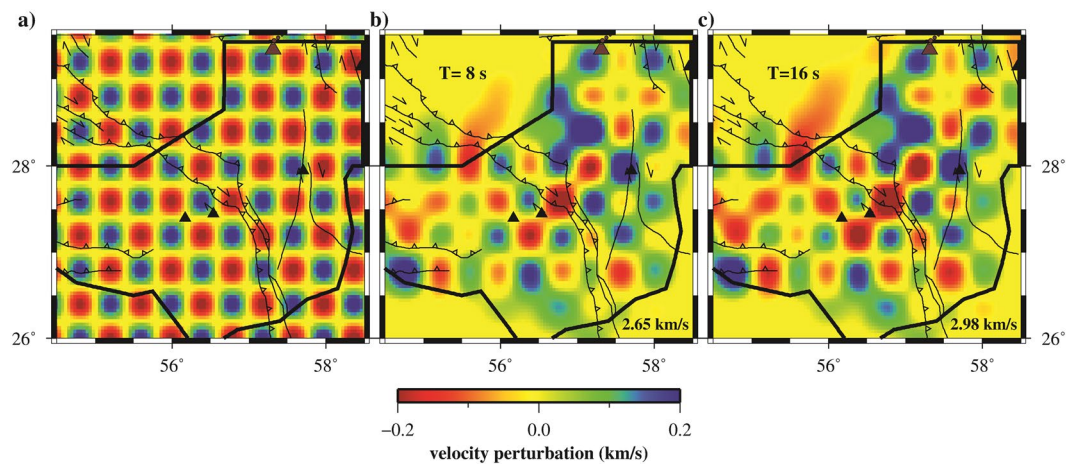 a) b) c)
T= 8 s T=16 s
28° 28°
2.65 km/s 2.98 km/s
26° 26°
56° 58° 56° 58° 56° 58°
−0.2 0.0 0.2
velocity perturbation (km/s)